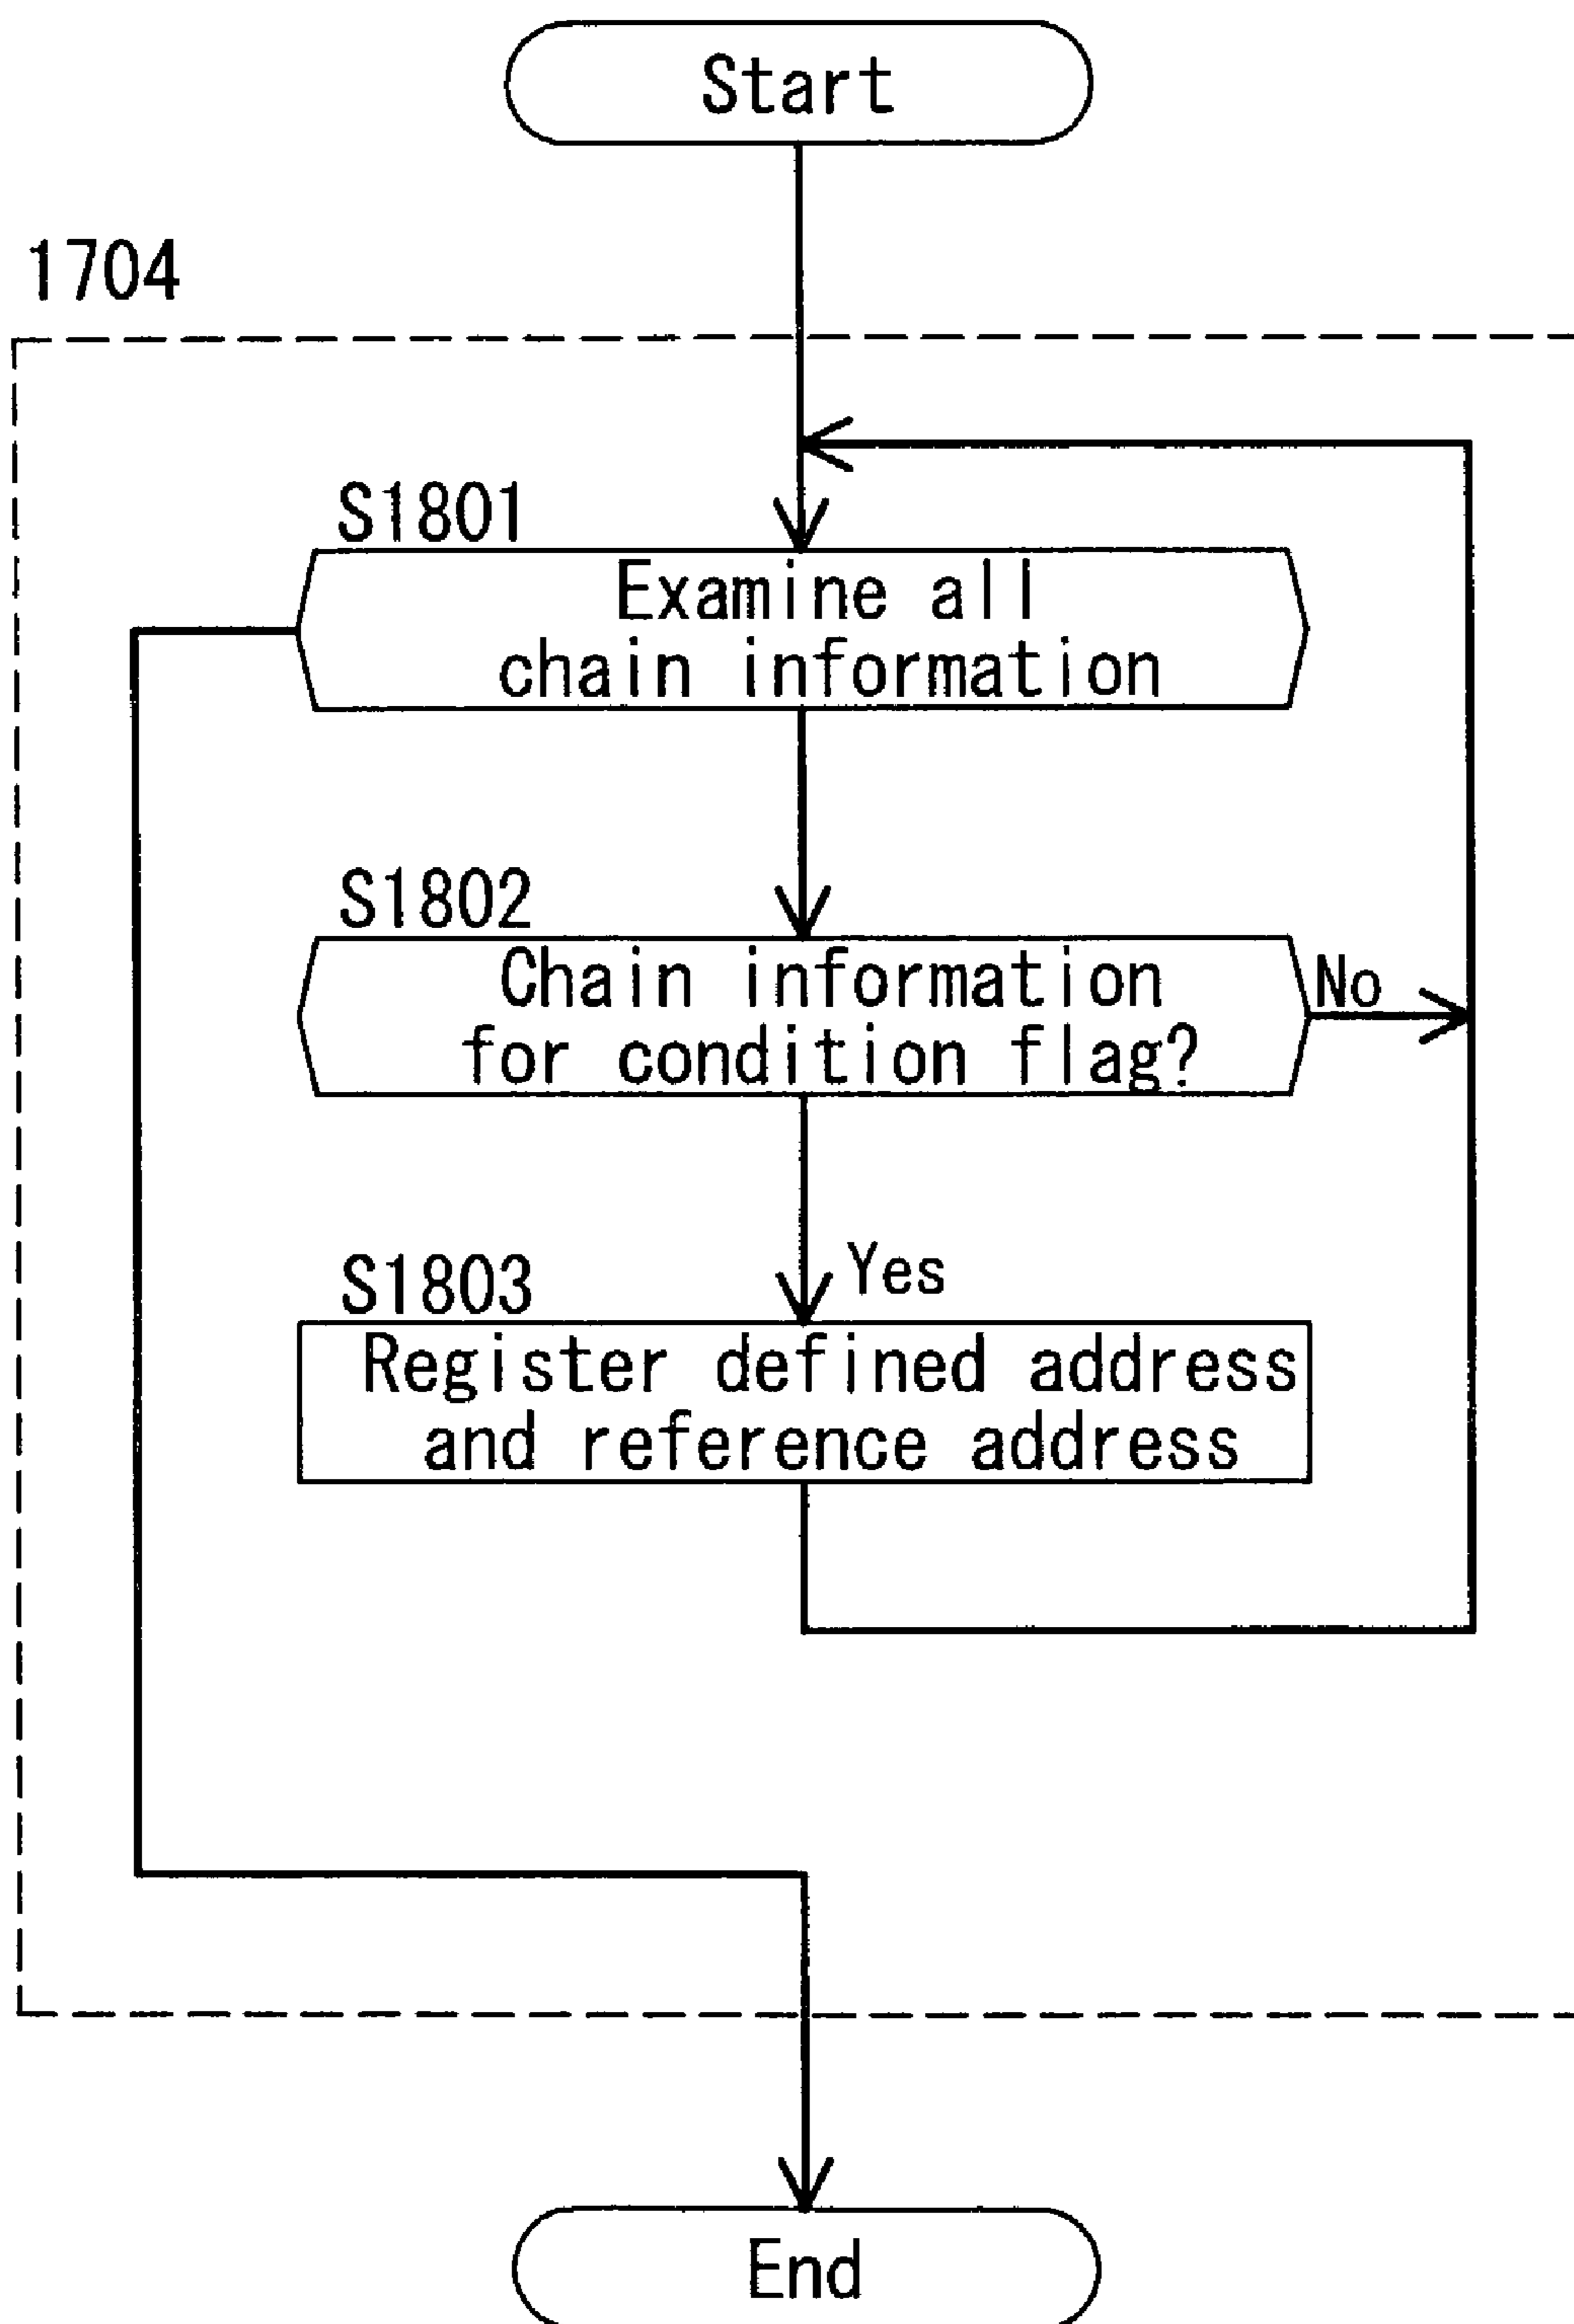 Start
1704
S1801
Examine all
chain information
S1802
Chain information
for condition flag?
No
Yes
S1803
Register defined address
and reference address
End